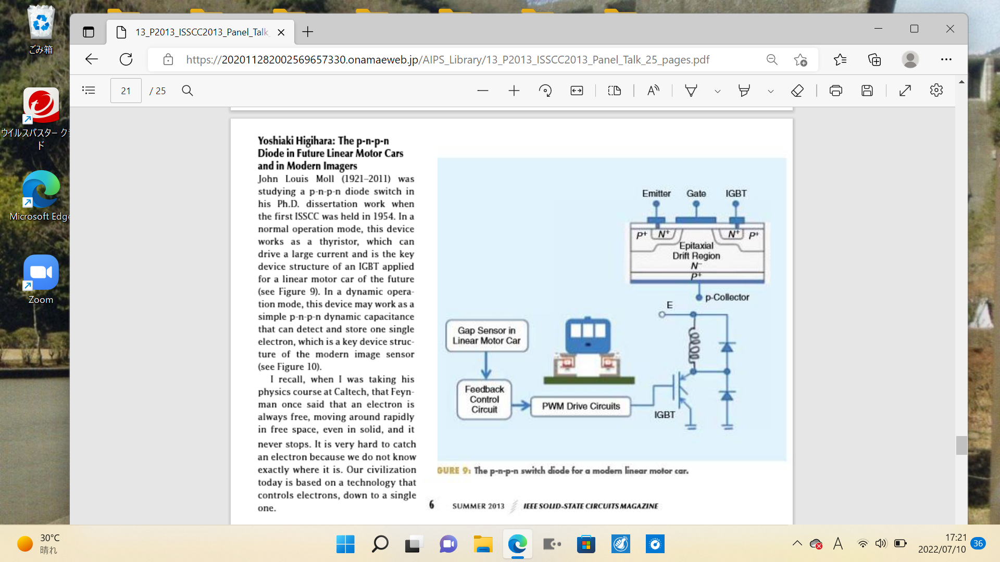 ごみ箱
ウイルスバスター クラ
ド
Microsoft Edge
Zoom
13_P2013_ISSCC2013_Panel_Talk_
https://202011282002569657330.onamaeweb.jp/AIPS_Library/13_P2013_ISSCC2013_Panel_Talk_25_pages.pdf
21 / 25
Yoshiaki Higihara: The p-n-p-n
Diode in Future Linear Motor Cars
and in Modern Imagers
John Louis Moll (1921–2011) was
studying a p-n-p-n diode switch in
his Ph.D. dissertation work when
the first ISSCC was held in 1954. In a
normal operation mode, this device
works as a thyristor, which can
drive a large current and is the key
device structure of an IGBT applied
for a linear motor car of the future
(see Figure 9). In a dynamic opera-
tion mode, this device may work as a
simple p-n-p-n dynamic capacitance
that can detect and store one single
electron, which is a key device struc-
ture of the modern image sensor
(see Figure 10).
I recall, when I was taking his
physics course at Caltech, that Feyn-
man once said that an electron is
always free, moving around rapidly
in free space, even in solid, and it
never stops. It is very hard to catch
an electron because we do not know
exactly where it is. Our civilization
today is based on a technology that
controls electrons, down to a single
one.
Emitter Gate IGBT
P+ N+ N+ P+
Epitaxial
Drift Region
N-
P+
p-Collector
E
Gap Sensor in
Linear Motor Car
Feedback
Control
Circuit
PWM Drive Circuits
IGBT
GURE 9: The p-n-p-n switch diode for a modern linear motor car.
6 SUMMER 2013 IEEE SOLID-STATE CIRCUITS MAGAZINE
30°C
晴れ
A
17:21
2022/07/10
36